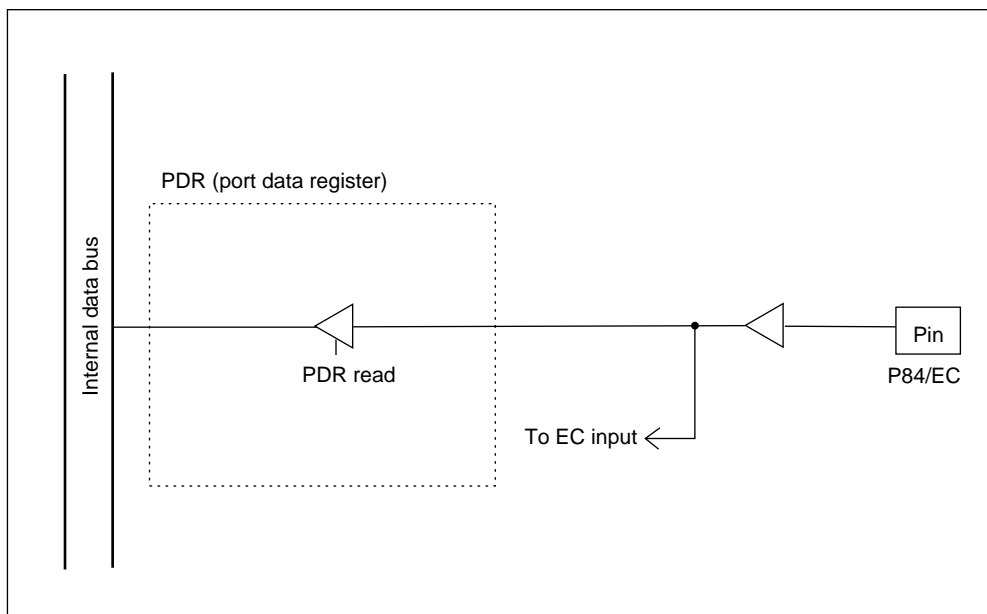 PDR (port data register)
Internal data bus
PDR read
Pin
P84/EC
To EC input